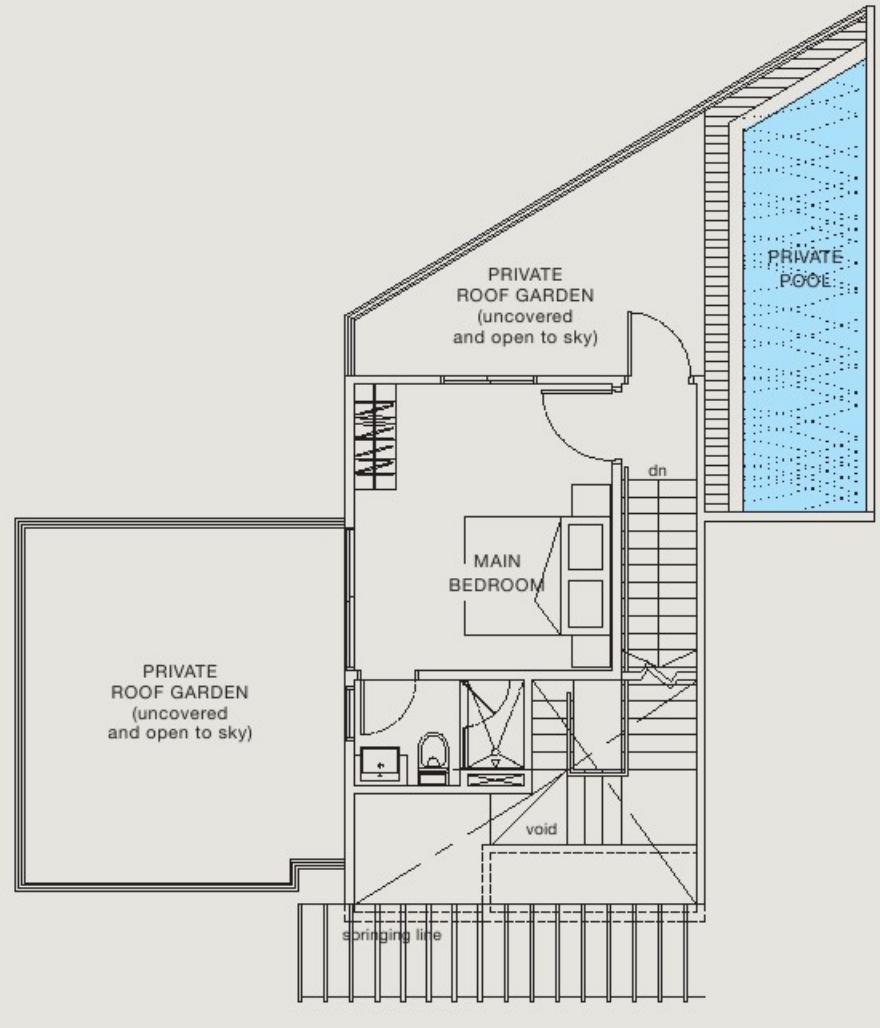 PRIVATE
ROOF GARDEN
(uncovered
and open to sky)
PRIVATE
POOL
dn
MAIN
BEDROOM
PRIVATE
ROOF GARDEN
(uncovered
and open to sky)
void
springing line